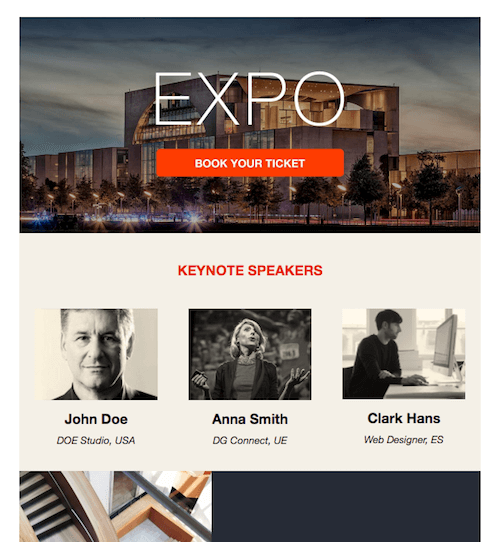 EXPO
BOOK YOUR TICKET
KEYNOTE SPEAKERS
John Doe
DOE Studio, USA
Anna Smith
DG Connect, UE
Clark Hans
Web Designer, ES